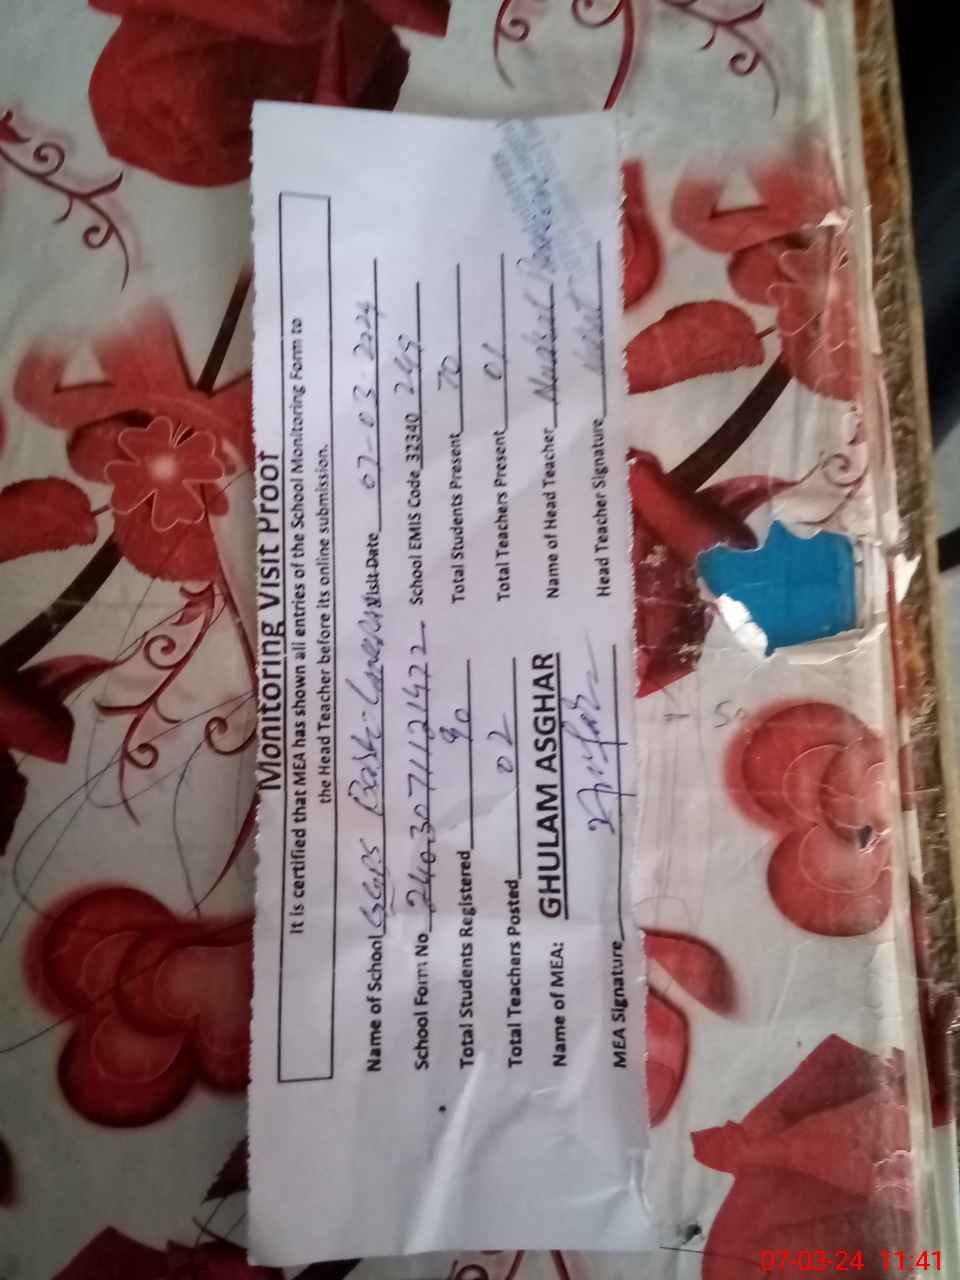 Monitoring Visit Proof
It is certified that MEA has shown all entries of the School Monitoring Form to
the Head Teacher before its online submission.
Name of School GGPS Basti Visit Date 07-03-2024
School Form No 2403071121422 School EMIS Code 32340 249
Total Students Registered 90 Total Students Present 70
Total Teachers Posted 02 Total Teachers Present 01
Name of MEA: GHULAM ASGHAR Name of Head Teacher
MEA Signature Head Teacher Signature
07-03-24 11:41